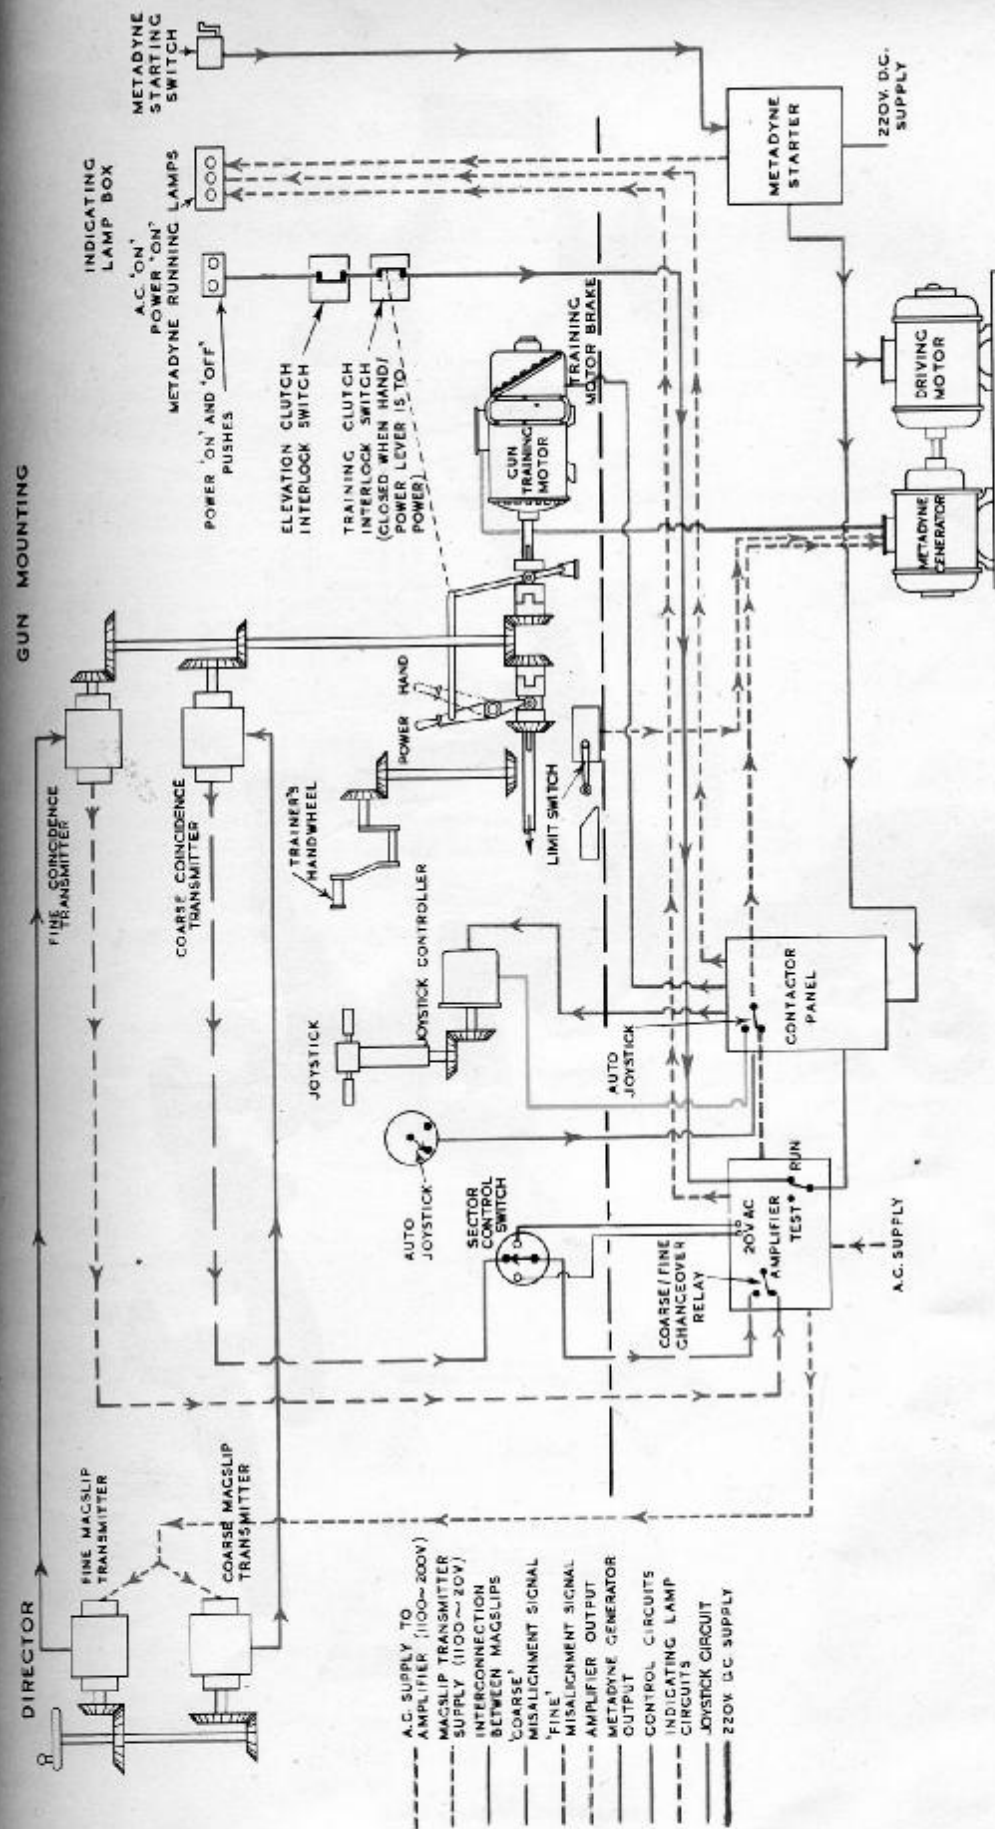 GUN MOUNTING
DIRECTOR
METADYNE
STARTING
SWITCH
INDICATING
LAMP BOX
A.C. 'ON'
POWER 'ON'
METADYNE RUNNING LAMPS
POWER 'ON' AND 'OFF'
PUSHES
ELEVATION CLUTCH
INTERLOCK SWITCH
TRAINING CLUTCH
INTERLOCK SWITCH
(CLOSED WHEN HAND/
POWER LEVER IS TO
POWER)
METADYNE
STARTER
220V. D.C.
SUPPLY
TRAINING
MOTOR BRAKE
GUN
TRAINING
MOTOR
DRIVING
MOTOR
METADYNE
GENERATOR
POWER
HAND
FINE COINCIDENCE
TRANSMITTER
COARSE COINCIDENCE
TRANSMITTER
TRAINER'S
HANDWHEEL
LIMIT SWITCH
JOYSTICK
JOYSTICK CONTROLLER
AUTO
JOYSTICK
CONTACTOR
PANEL
AUTO
JOYSTICK
SECTOR
CONTROL
SWITCH
COARSE/FINE
CHANGEOVER
RELAY
20V AC
AMPLIFIER
TEST
RUN
A.C. SUPPLY
FINE MAGSLIP
TRANSMITTER
COARSE MAGSLIP
TRANSMITTER
A.C. SUPPLY TO
AMPLIFIER (1100~200V)
MAGSLIP TRANSMITTER
SUPPLY (1100~20V)
INTERCONNECTION
BETWEEN MAGSLIPS
'COARSE'
MISALIGNMENT SIGNAL
'FINE'
MISALIGNMENT SIGNAL
AMPLIFIER OUTPUT
METADYNE GENERATOR
OUTPUT
CONTROL CIRCUITS
INDICATING LAMP
CIRCUITS
JOYSTICK CIRCUIT
220V. D.C SUPPLY